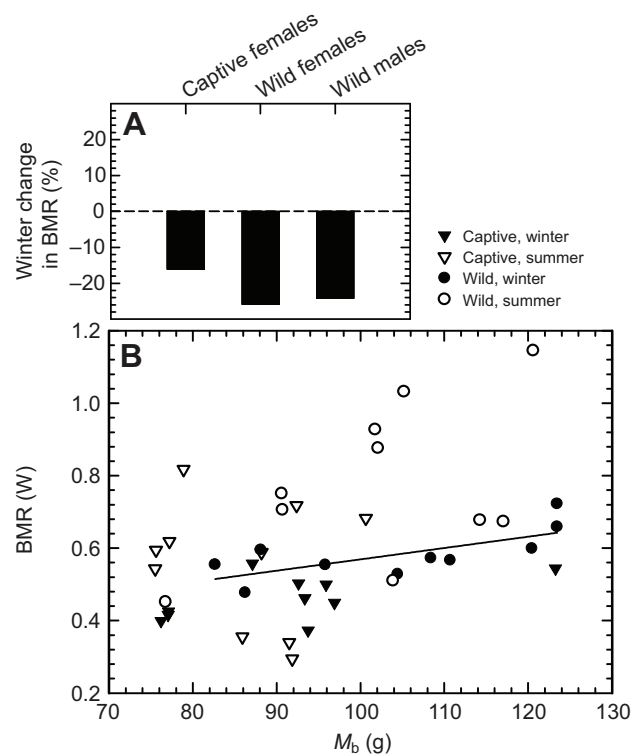 Captive females
Wild females
Wild males
A
Winter change
in BMR (%)
20
10
0
–10
–20
Captive, winter
Captive, summer
Wild, winter
Wild, summer
B
BMR (W)
1.2
1.0
0.8
0.6
0.4
0.2
70 80 90 100 110 120 130
Mb (g)